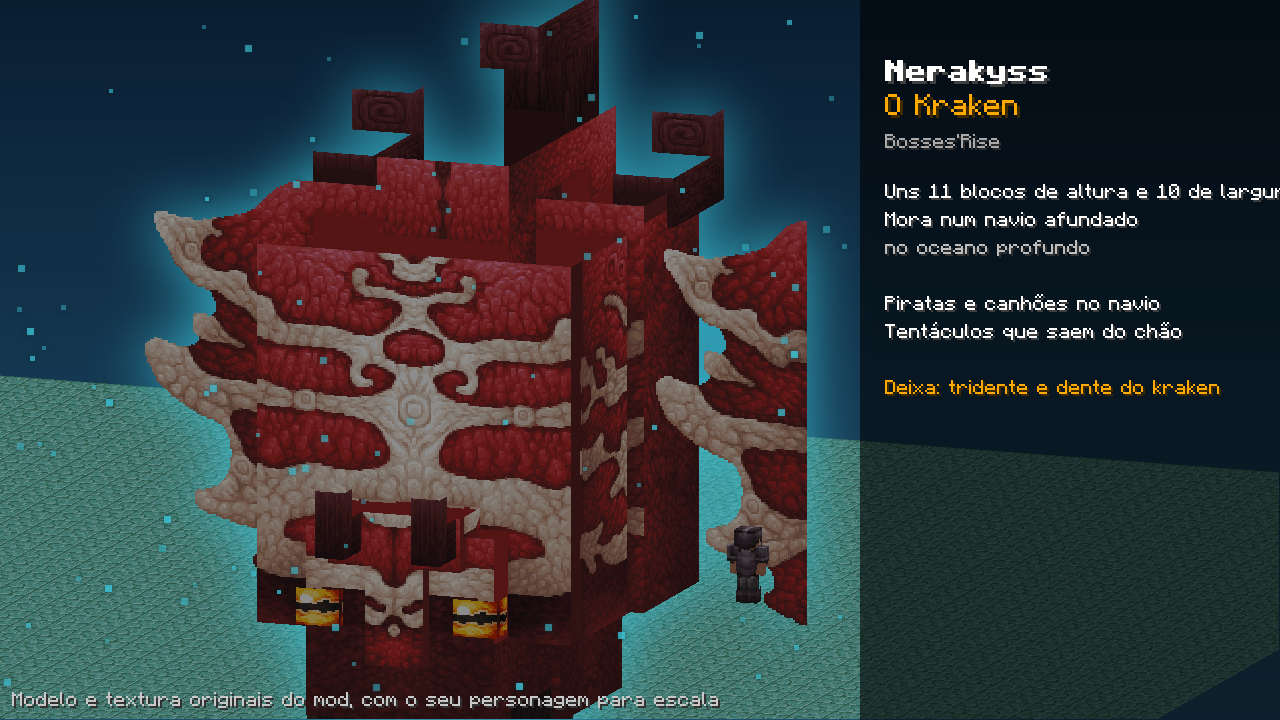 Nerakyss
O Kraken
Bosses'Rise
Uns 11 blocos de altura e 10 de largur
Mora num navio afundado
no oceano profundo
Piratas e canhões no navio
Tentáculos que saem do chão
Deixa: tridente e dente do kraken
Modelo e textura originais do mod, com o seu personagem para escala